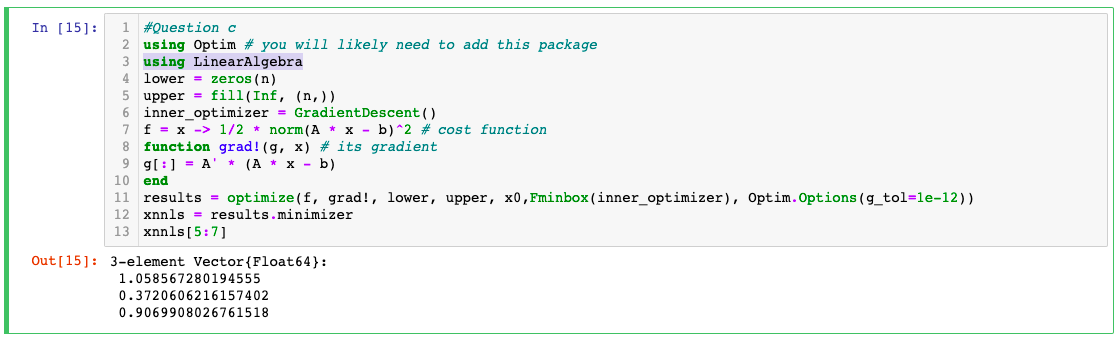 In [15]:
1 #Question c
2 using Optim # you will likely need to add this package
3 using LinearAlgebra
4 lower = zeros(n)
5 upper = fill(Inf, (n,))
6 inner_optimizer = GradientDescent()
7 f = x -> 1/2 * norm(A * x - b)^2 # cost function
8 function grad!(g, x) # its gradient
9 g[:] = A' * (A * x - b)
10 end
11 results = optimize(f, grad!, lower, upper, x0,Fminbox(inner_optimizer), Optim.Options(g_tol=1e-12))
12 xnnls = results.minimizer
13 xnnls[5:7]
Out[15]: 3-element Vector{Float64}:
1.058567280194555
0.3720606216157402
0.9069908026761518